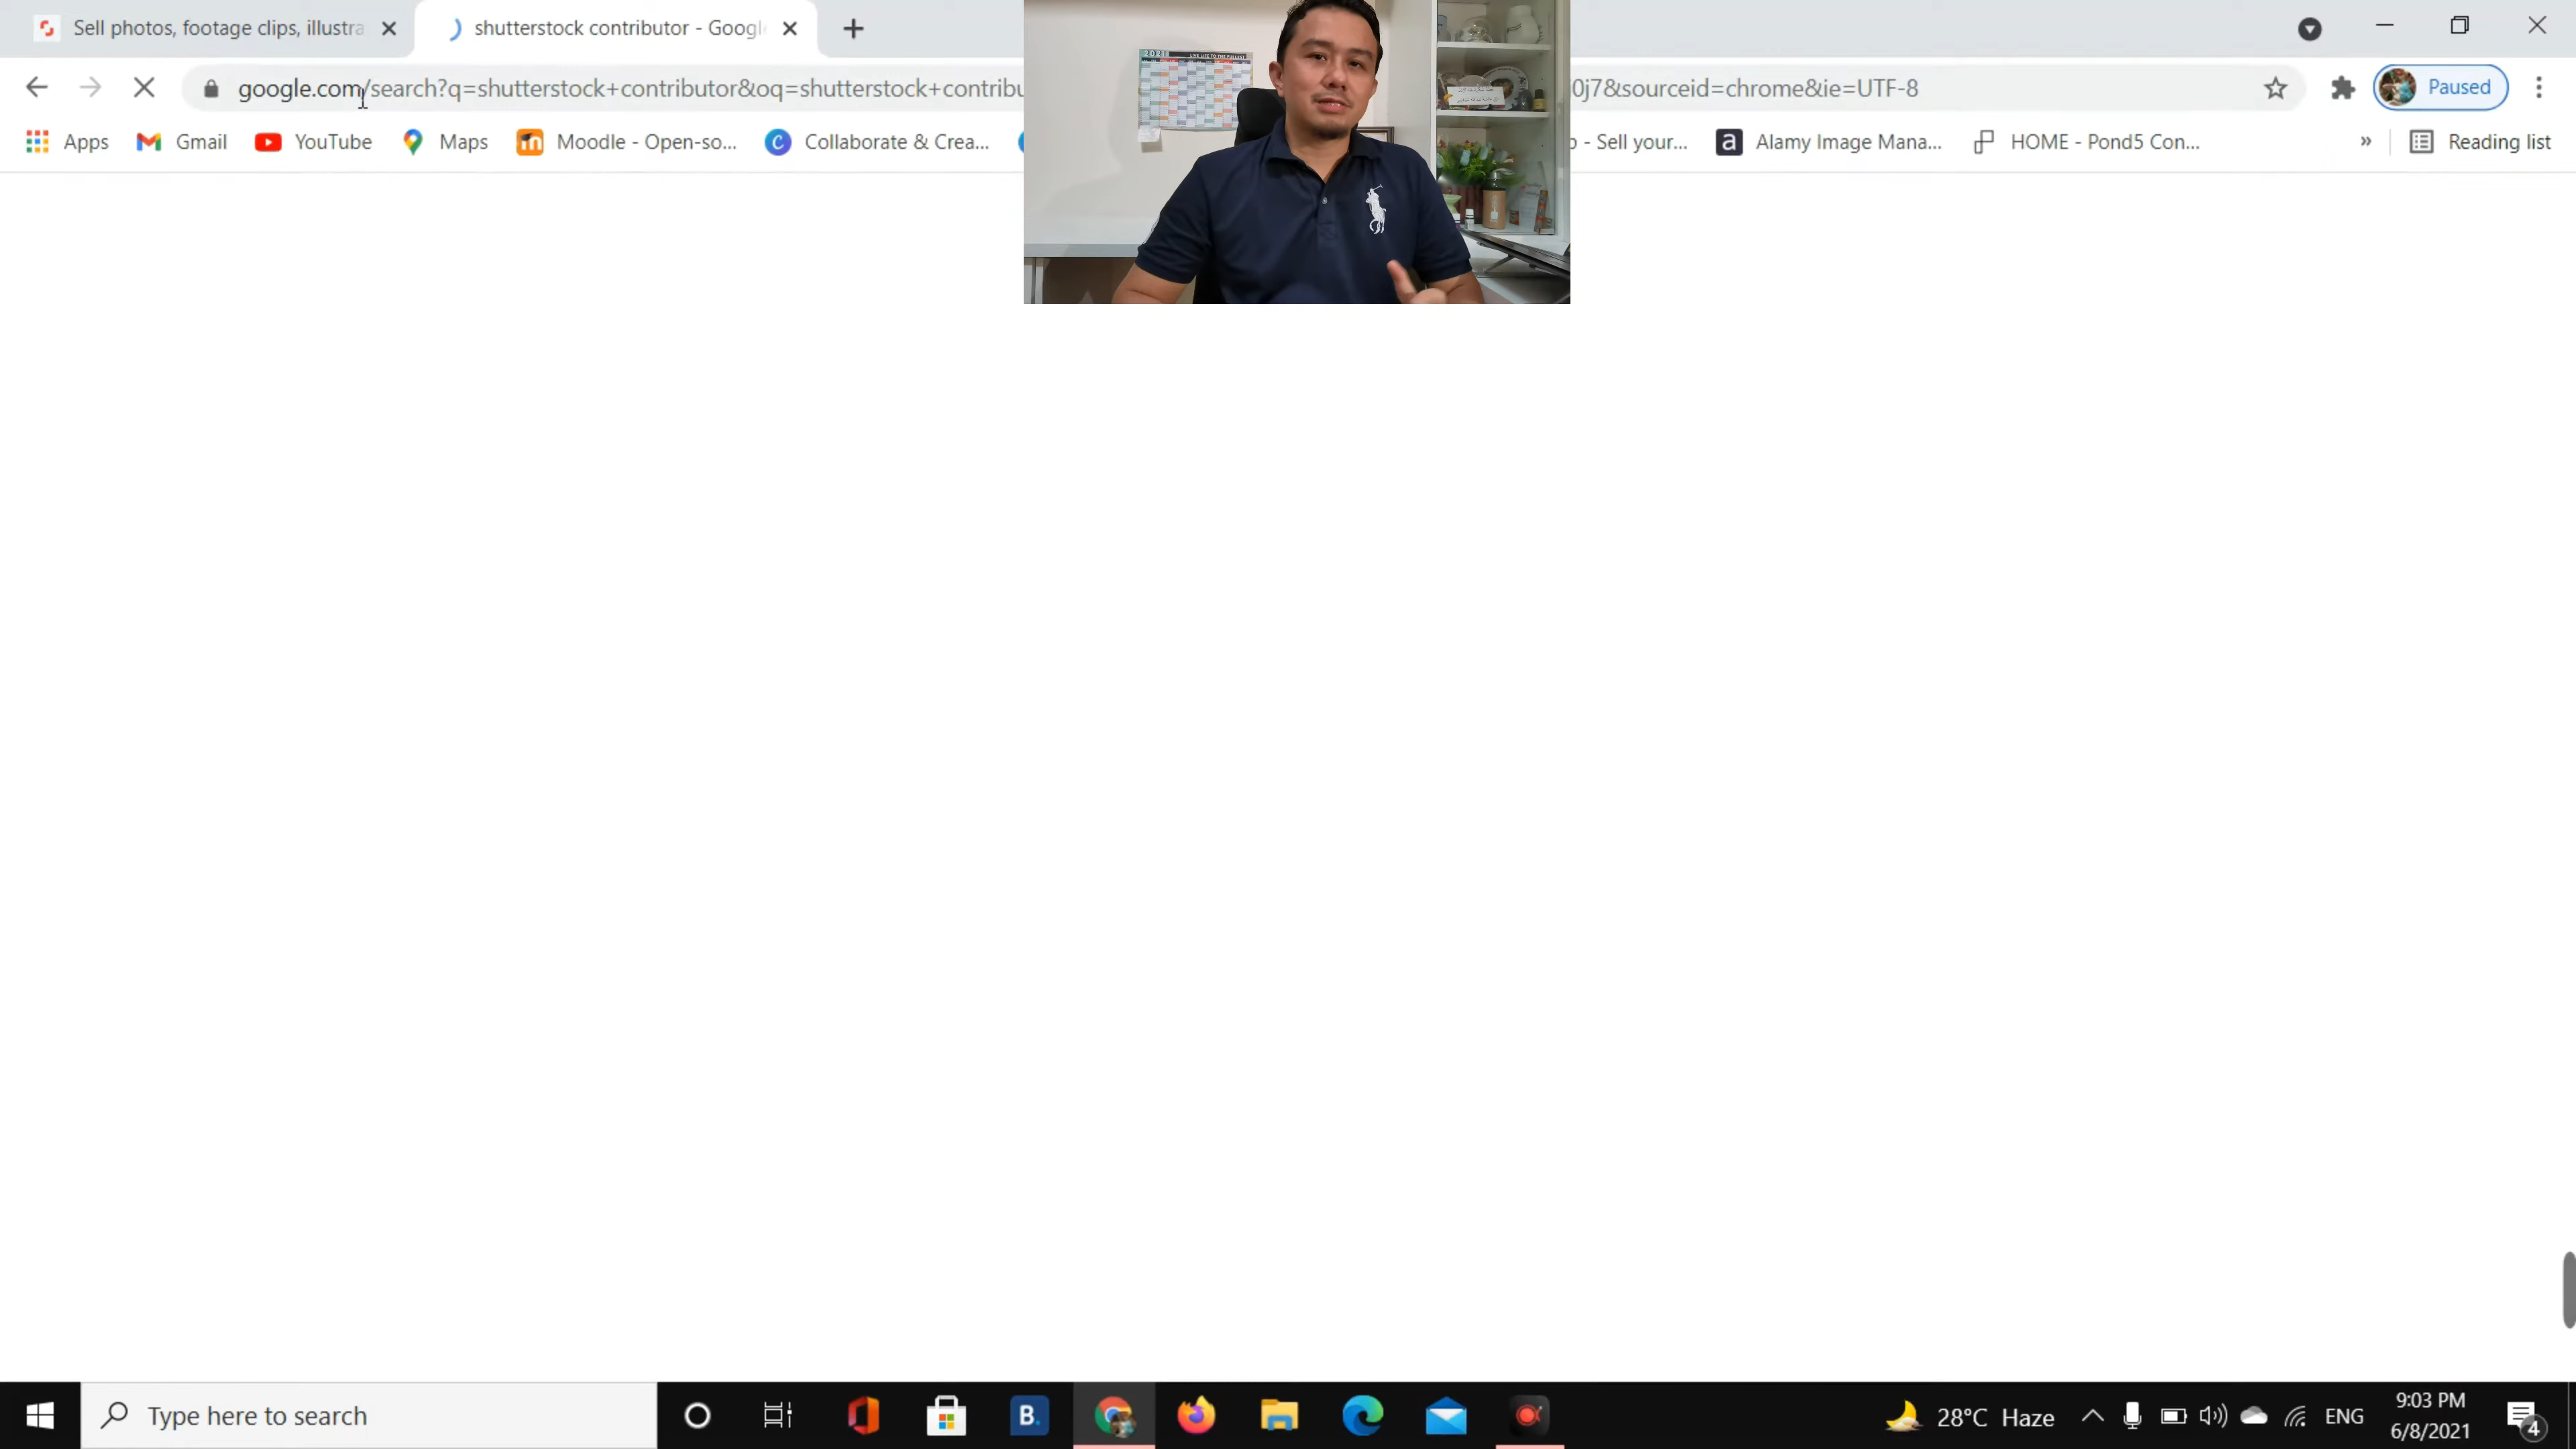 Sell photos, footage clips, illustra
shutterstock contributor - Googl
google.com/search?q=shutterstock+contributor&oq=shutterstock+contribu
0j7&sourceid=chrome&ie=UTF-8
Paused
Apps
Gmail
YouTube
Maps
Moodle - Open-so...
Collaborate & Crea...
- Sell your...
Alamy Image Mana...
HOME - Pond5 Con...
»
Reading list
2021
Type here to search
B.
28°C Haze
ENG
9:03 PM
6/8/2021
4